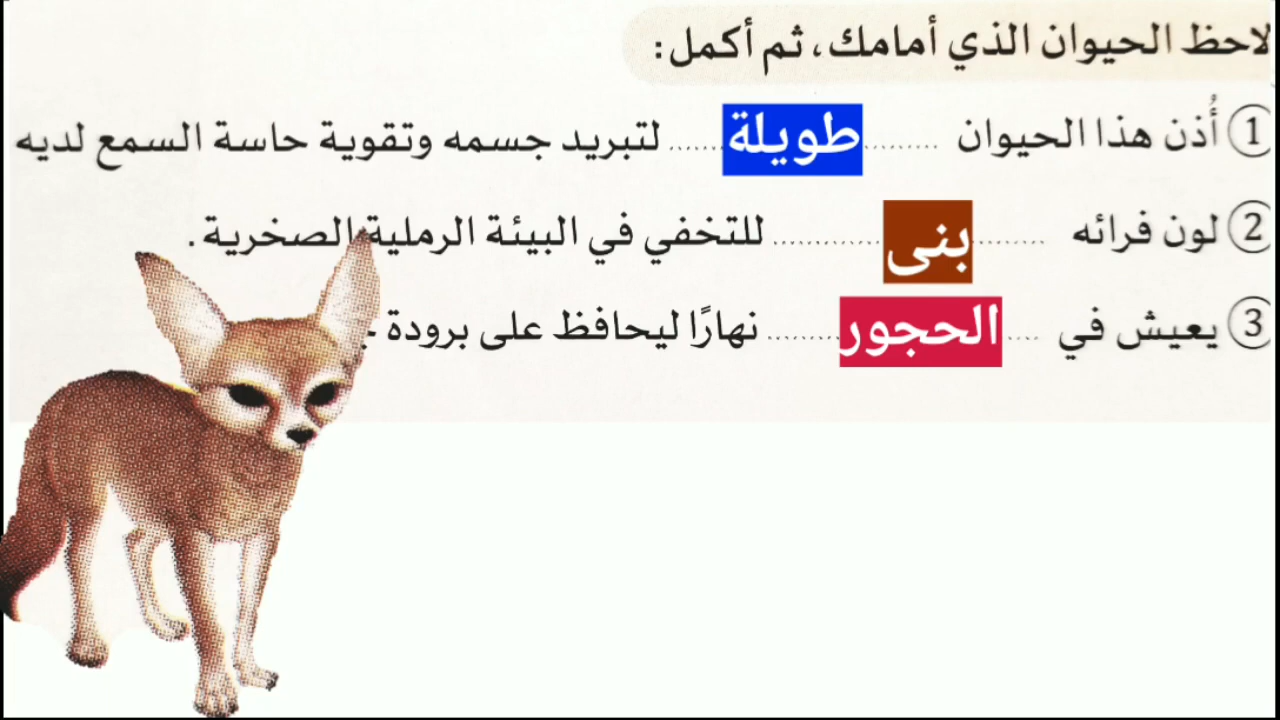 لاحظ الحيوان الذي أمامك، ثم أكمل:
① أُذن هذا الحيوان ........ طويلة ...... لتبريد جسمه وتقوية حاسة السمع لديه
② لون فرائه ........ بنى ........ للتخفي في البيئة الرملية الصخرية.
③ يعيش في .... الحجور ........ نهارًا ليحافظ على برودة